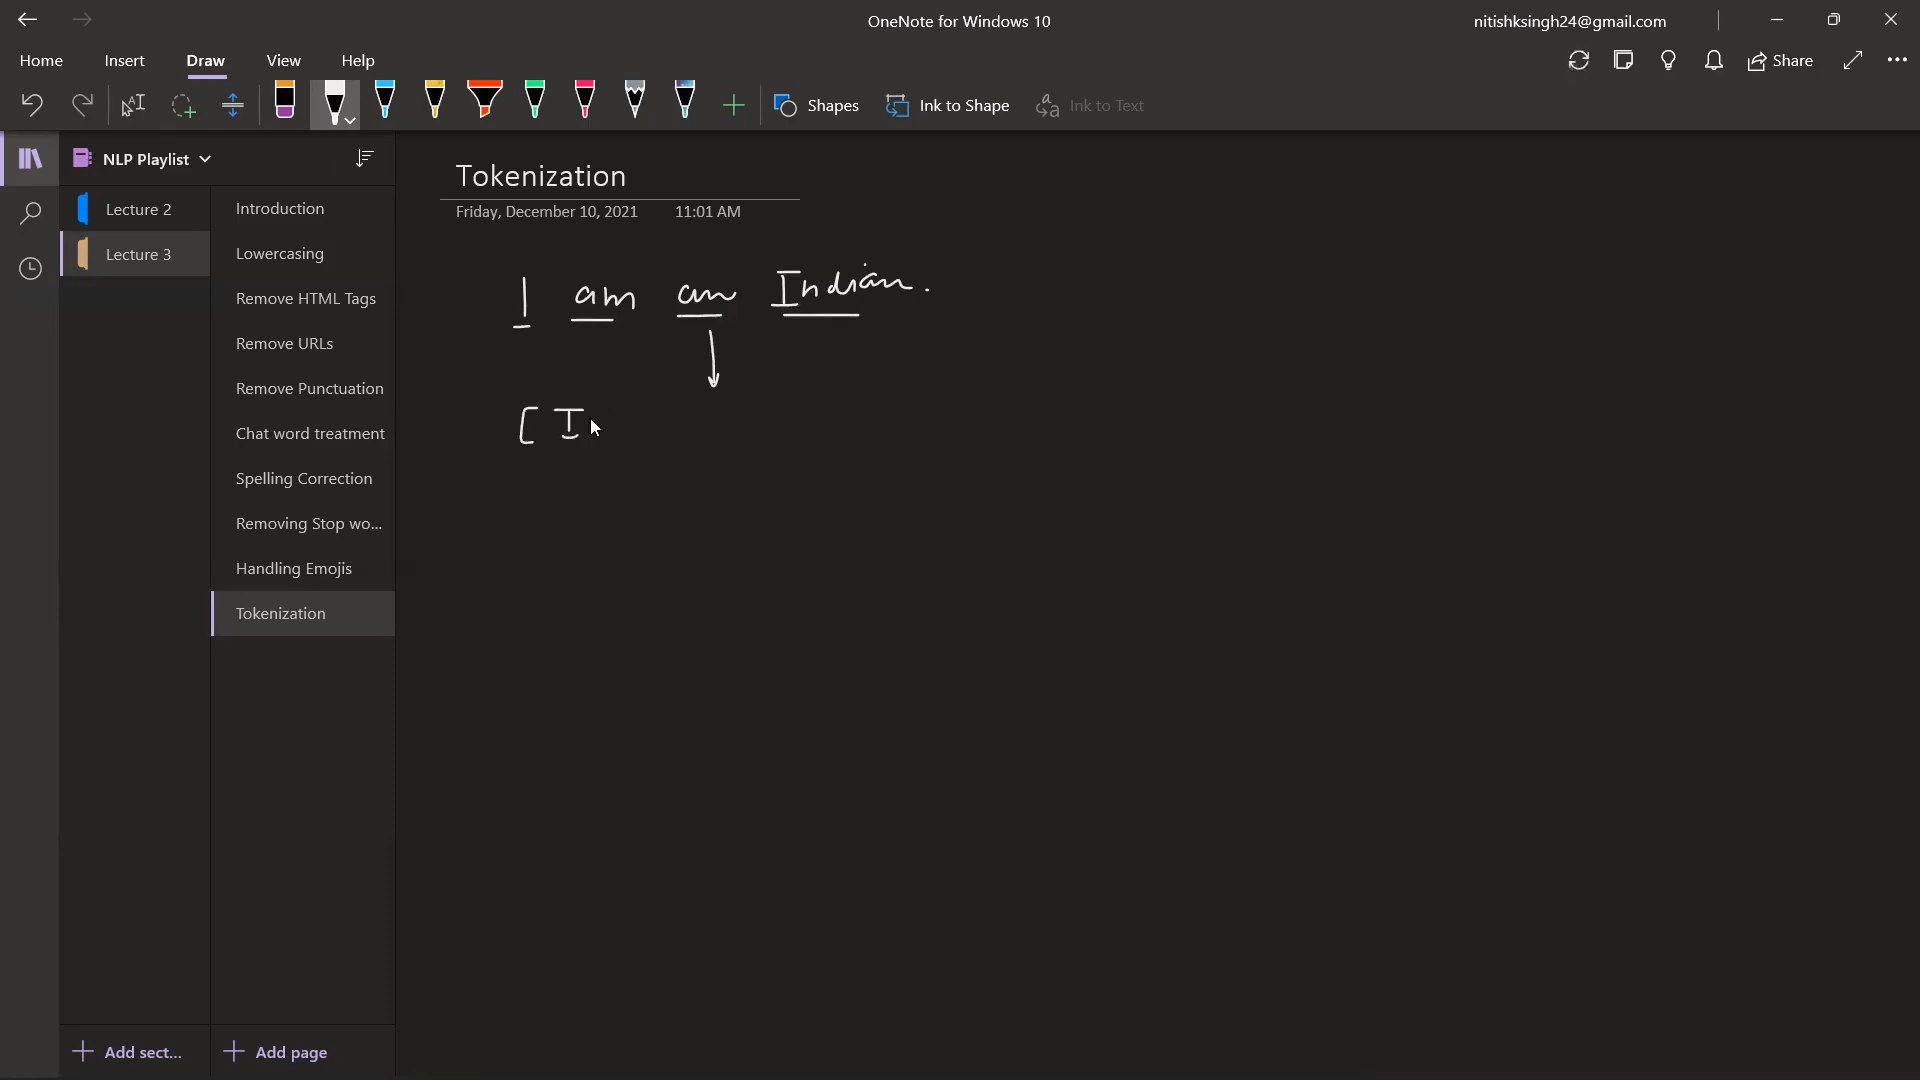 OneNote for Windows 10
nitishksingh24@gmail.com
Home Insert Draw View Help
Share
Shapes Ink to Shape Ink to Text
NLP Playlist
Lecture 2
Lecture 3
Introduction
Lowercasing
Remove HTML Tags
Remove URLs
Remove Punctuation
Chat word treatment
Spelling Correction
Removing Stop wo...
Handling Emojis
Tokenization
Add sect...
Add page
Tokenization
Friday, December 10, 2021 11:01 AM
I am an Indian.
[ I